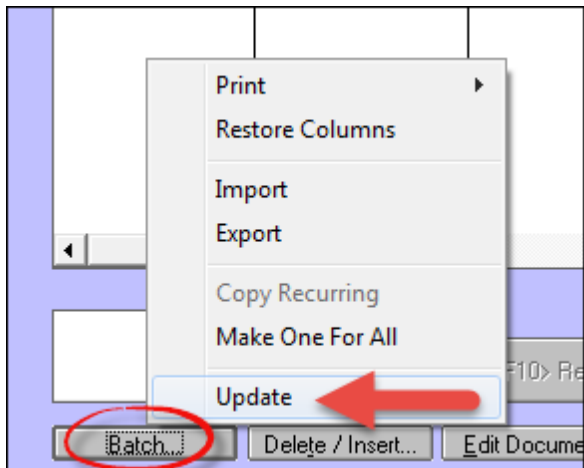 Print
Restore Columns
Import
Export
Copy Recurring
Make One For All
Update
F10> Re
Batch... Delete / Insert... Edit Docume